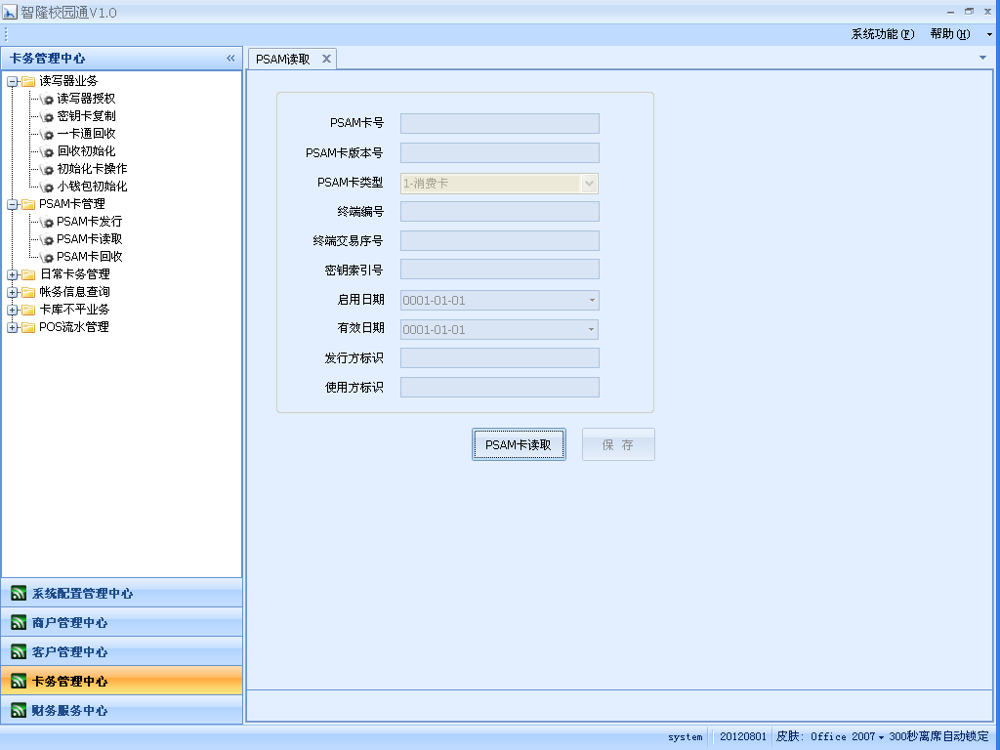 智隆校园通V1.0
系统功能(F) 帮助(H)
卡务管理中心
读写器业务
读写器授权
密钥卡复制
一卡通回收
回收初始化
初始化卡操作
小钱包初始化
PSAM卡管理
PSAM卡发行
PSAM卡读取
PSAM卡回收
日常卡务管理
帐务信息查询
卡库不平业务
POS流水管理
系统配置管理中心
商户管理中心
客户管理中心
卡务管理中心
财务服务中心
PSAM读取
PSAM卡号
PSAM卡版本号
PSAM卡类型 1-消费卡
终端编号
终端交易序号
密钥索引号
启用日期 0001-01-01
有效日期 0001-01-01
发行方标识
使用方标识
PSAM卡读取 保 存
system 20120801 皮肤: Office 2007 300秒离席自动锁定